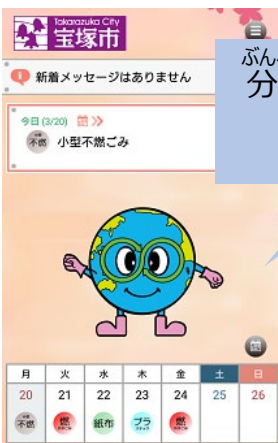 Takarazuka City
宝塚市
新着メッセージはありません
今日 (3/20)
不燃 小型不燃ごみ
ぶん
分
月 火 水 木 金 土 日
20 21 22 23 24 25 26
不燃 燃 紙布 プラ 燃